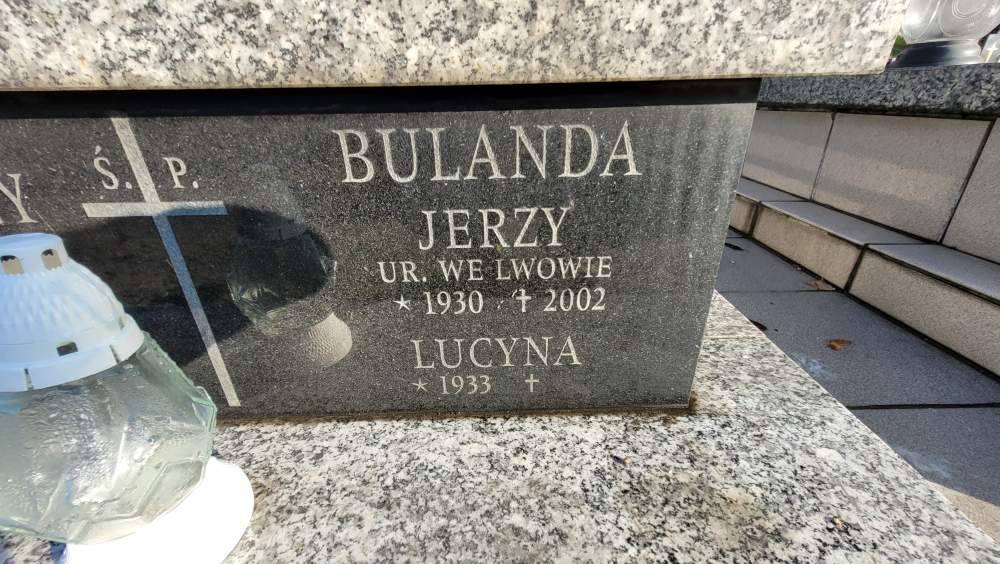 Ś. P.
BULANDA
JERZY
UR. WE LWOWIE
* 1930 † 2002
LUCYNA
* 1933 †